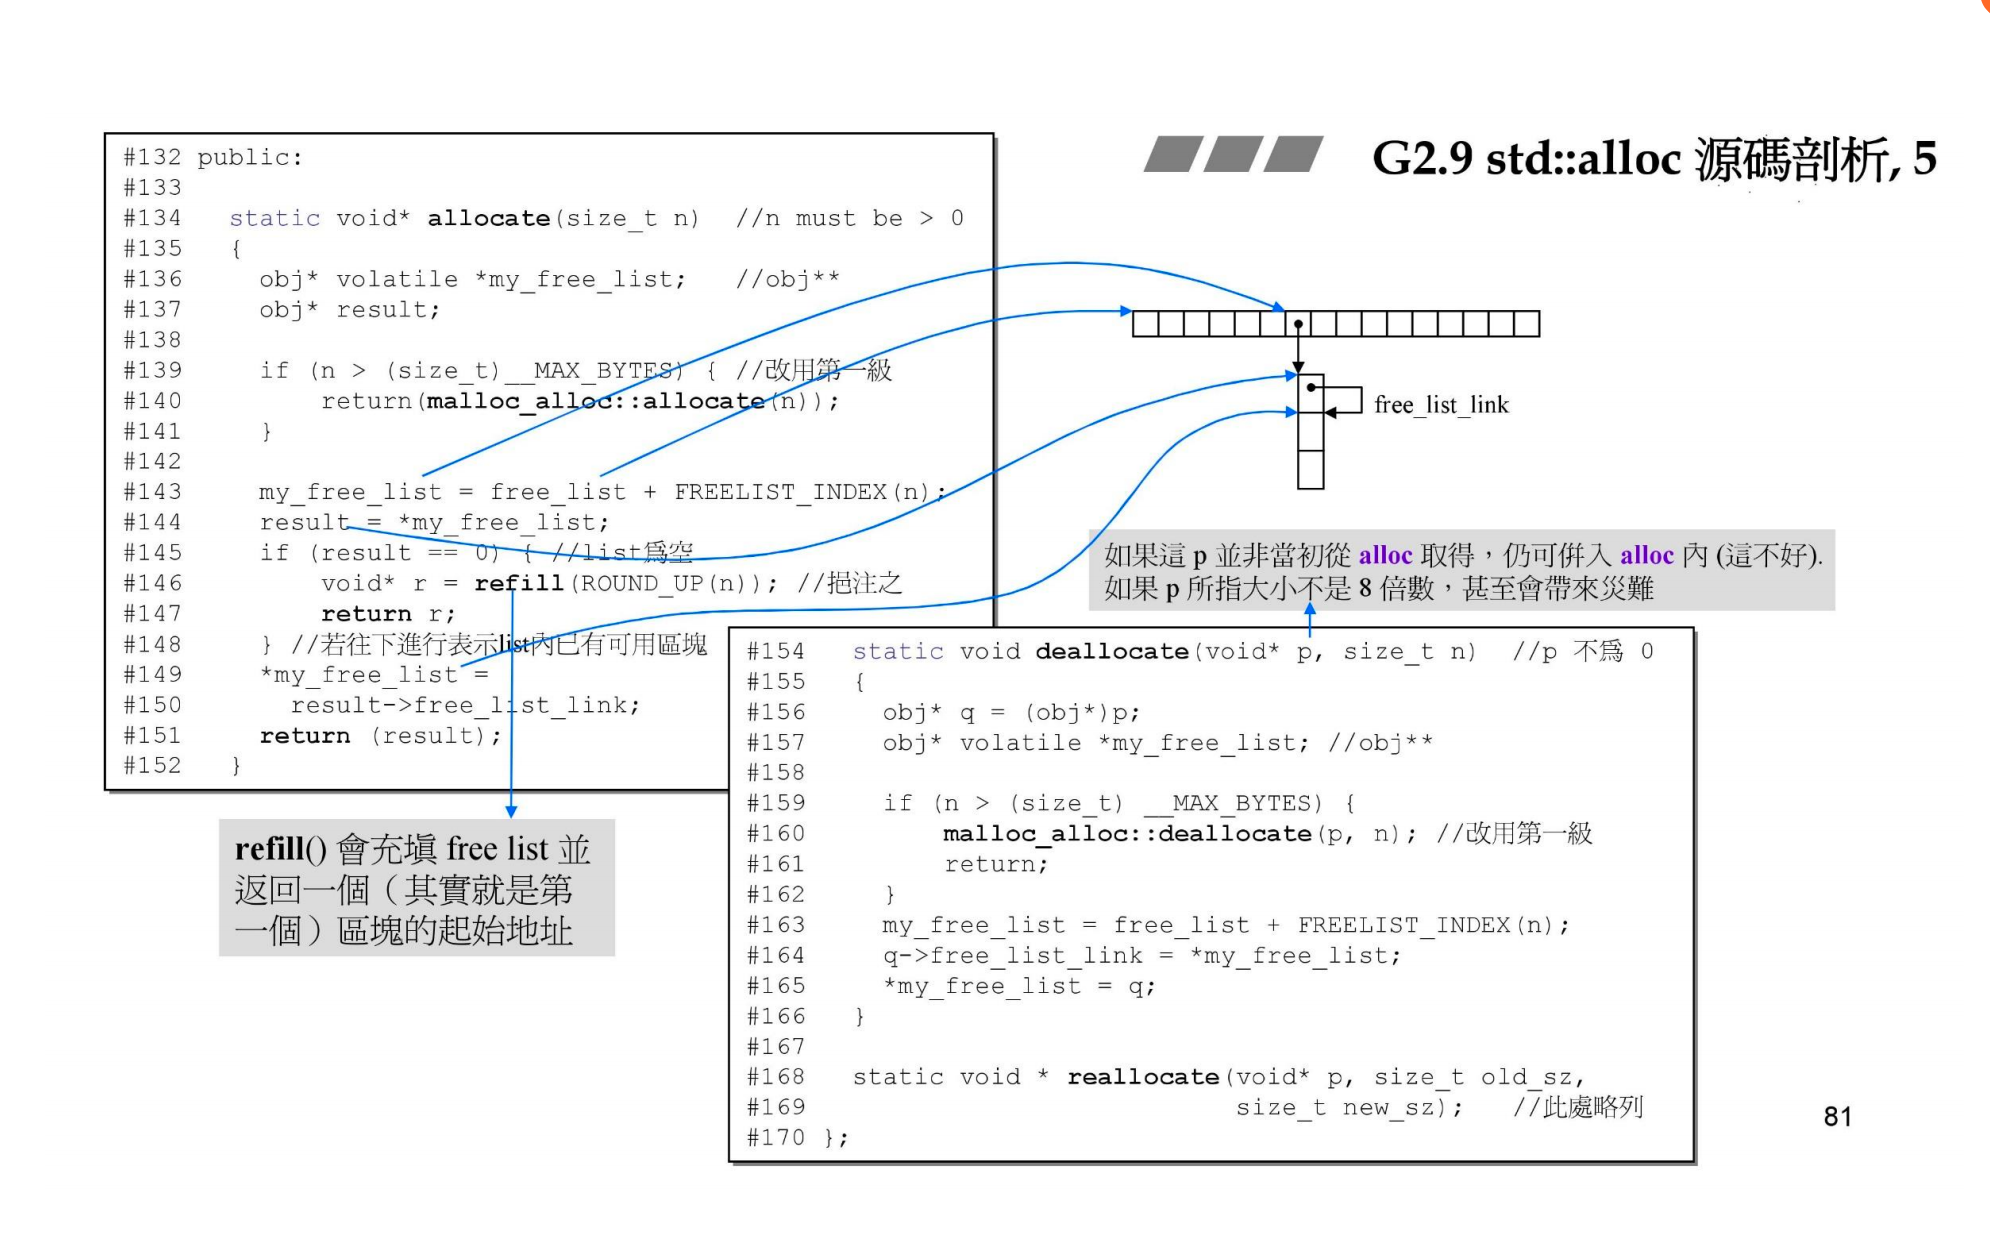 G2.9 std::alloc 源碼剖析, 5
#132 public:
#133
#134   static void* allocate(size_t n)  //n must be > 0
#135   {
#136     obj* volatile *my_free_list;   //obj**
#137     obj* result;
#138
#139     if (n > (size_t)__MAX_BYTES) { //改用第一級
#140         return(malloc_alloc::allocate(n));
#141     }
#142
#143     my_free_list = free_list + FREELIST_INDEX(n);
#144     result = *my_free_list;
#145     if (result == 0) { //list為空
#146         void* r = refill(ROUND_UP(n)); //挹注之
#147         return r;
#148     } //若往下進行表示list內已有可用區塊
#149     *my_free_list =
#150       result->free_list_link;
#151     return (result);
#152   }
free_list_link
如果這 p 並非當初從 alloc 取得，仍可併入 alloc 內 (這不好).
如果 p 所指大小不是 8 倍數，甚至會帶來災難
refill() 會充填 free list 並
返回一個（其實就是第
一個）區塊的起始地址
#154   static void deallocate(void* p, size_t n)  //p 不為 0
#155   {
#156     obj* q = (obj*)p;
#157     obj* volatile *my_free_list; //obj**
#158
#159     if (n > (size_t) __MAX_BYTES) {
#160         malloc_alloc::deallocate(p, n); //改用第一級
#161         return;
#162     }
#163     my_free_list = free_list + FREELIST_INDEX(n);
#164     q->free_list_link = *my_free_list;
#165     *my_free_list = q;
#166   }
#167
#168   static void * reallocate(void* p, size_t old_sz,
#169                            size_t new_sz);   //此處略列
#170 };
81